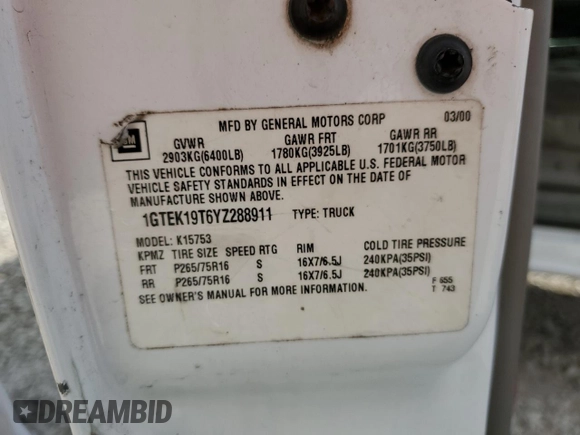 MFD BY GENERAL MOTORS CORP 03/00
GM GVWR GAWR FRT GAWR RR
2903KG(6400LB) 1780KG(3925LB) 1701KG(3750LB)
THIS VEHICLE CONFORMS TO ALL APPLICABLE U.S. FEDERAL MOTOR
VEHICLE SAFETY STANDARDS IN EFFECT ON THE DATE OF
MANUFACTURE SHOWN ABOVE.
1GTEK19T6YZ288911 TYPE: TRUCK
MODEL: K15753
KPMZ TIRE SIZE SPEED RTG RIM COLD TIRE PRESSURE
FRT P265/75R16 S 16X7/6.5J 240KPA(35PSI)
RR P265/75R16 S 16X7/6.5J 240KPA(35PSI)
SEE OWNER'S MANUAL FOR MORE INFORMATION.
F 655
T 743
DREAMBID